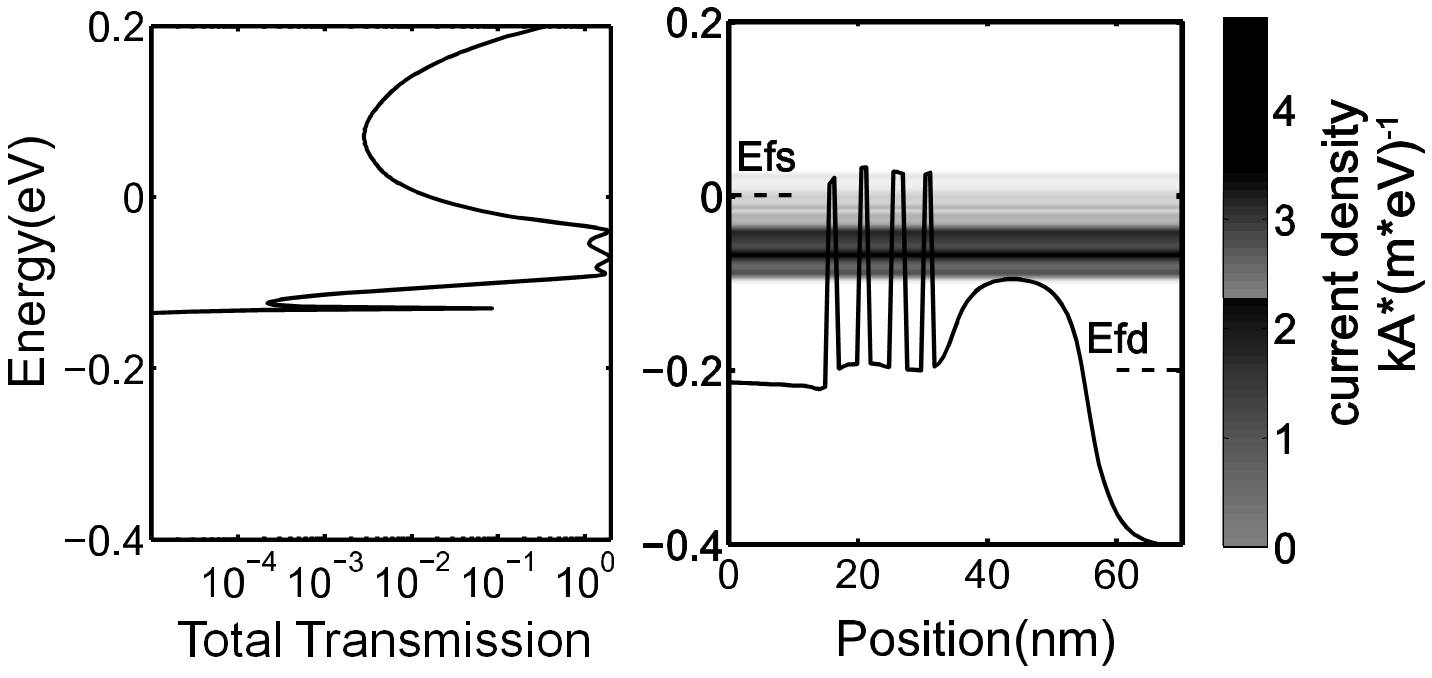 Energy(eV)
0.2
0
−0.2
−0.4
10⁻⁴ 10⁻³ 10⁻² 10⁻¹ 10⁰
Total Transmission
0.2
0
−0.2
−0.4
Efs
Efd
0 20 40 60
Position(nm)
4
3
2
1
0
current density
kA*(m*eV)⁻¹